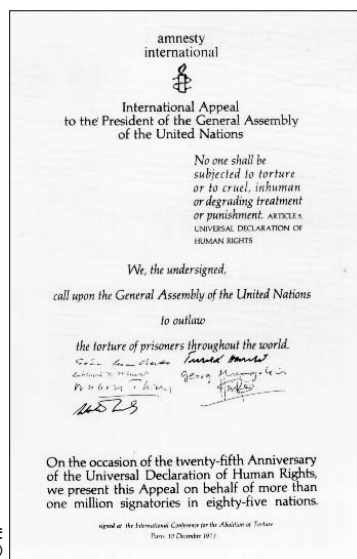 amnesty
international
International Appeal
to the President of the General Assembly
of the United Nations
No one shall be
subjected to torture
or to cruel, inhuman
or degrading treatment
or punishment. ARTICLE 5,
UNIVERSAL DECLARATION OF
HUMAN RIGHTS
We, the undersigned,
call upon the General Assembly of the United Nations
to outlaw
the torture of prisoners throughout the world.
On the occasion of the twenty-fifth Anniversary
of the Universal Declaration of Human Rights,
we present this Appeal on behalf of more than
one million signatories in eighty-five nations.
signed at the International Conference for the Abolition of Torture
Paris, 10 December 1973